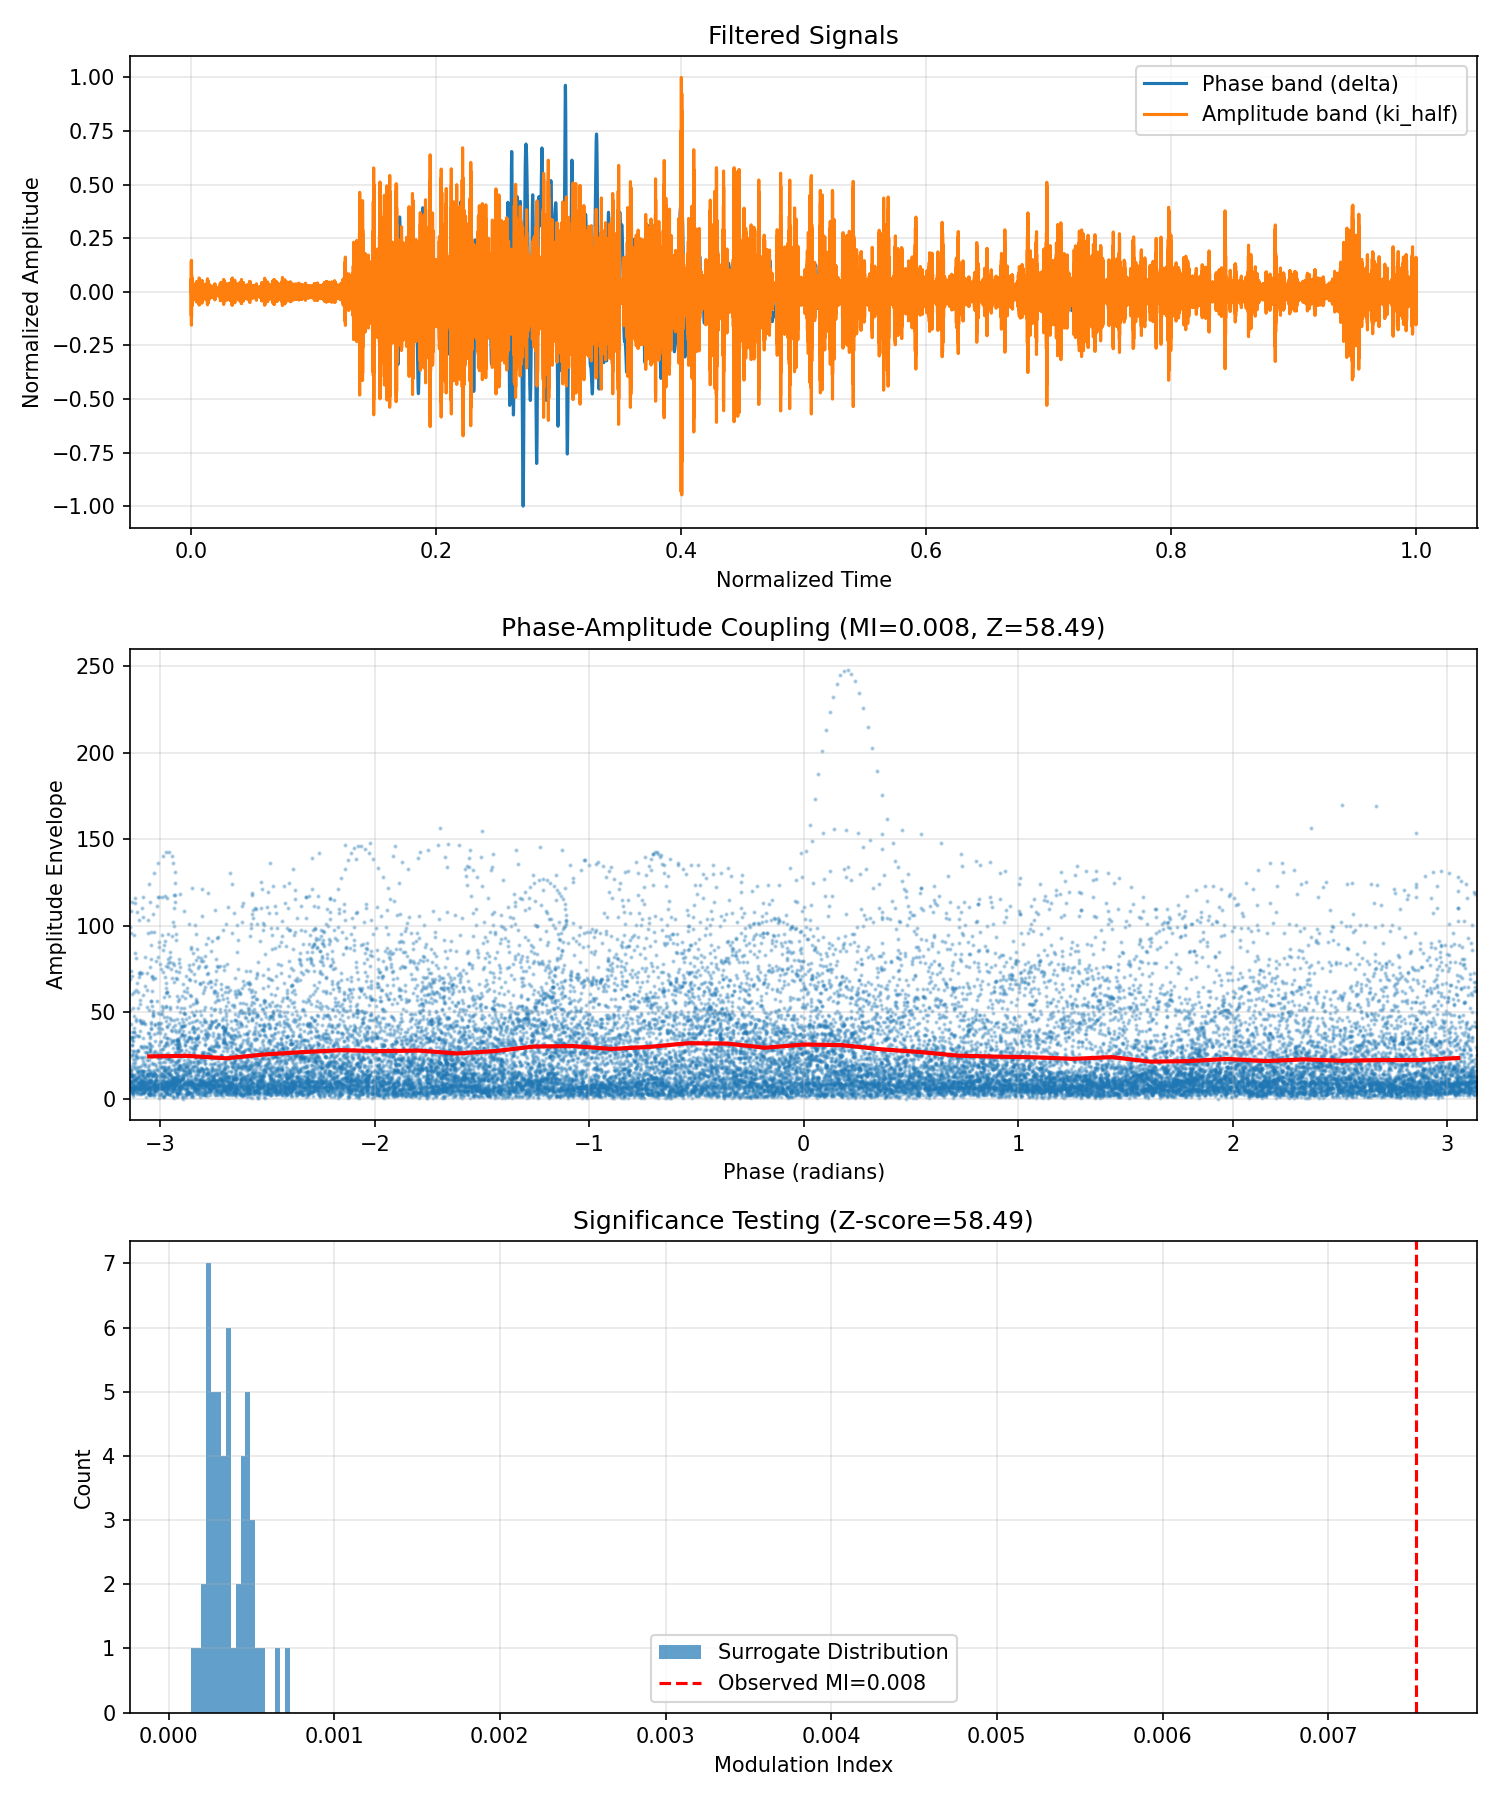 Filtered Signals
1.00
0.75
0.50
0.25
0.00
−0.25
−0.50
−0.75
−1.00
Normalized Amplitude
Phase band (delta)
Amplitude band (ki_half)
0.0 0.2 0.4 0.6 0.8 1.0
Normalized Time
Phase-Amplitude Coupling (MI=0.008, Z=58.49)
250
200
150
100
50
0
Amplitude Envelope
−3 −2 −1 0 1 2 3
Phase (radians)
Significance Testing (Z-score=58.49)
7
6
5
4
3
2
1
0
Count
Surrogate Distribution
Observed MI=0.008
0.000 0.001 0.002 0.003 0.004 0.005 0.006 0.007
Modulation Index